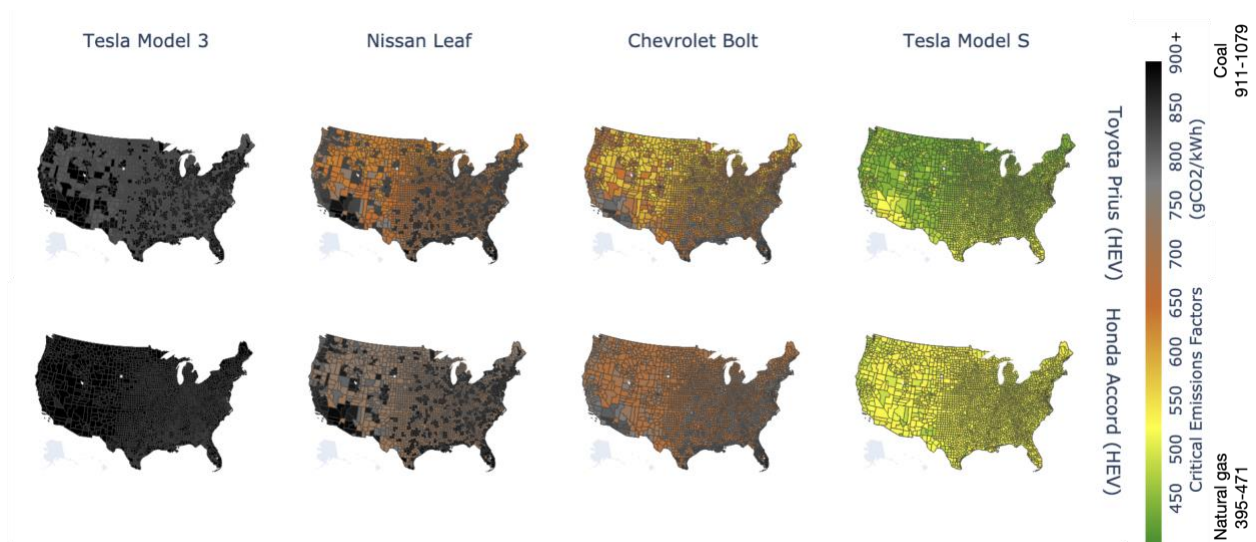 Tesla Model 3
Nissan Leaf
Chevrolet Bolt
Tesla Model S
Toyota Prius (HEV)
Honda Accord (HEV)
900+
850
800
750
700
650
600
550
500
450
(gCO2/kWh)
Critical Emissions Factors
Coal
911-1079
Natural gas
395-471